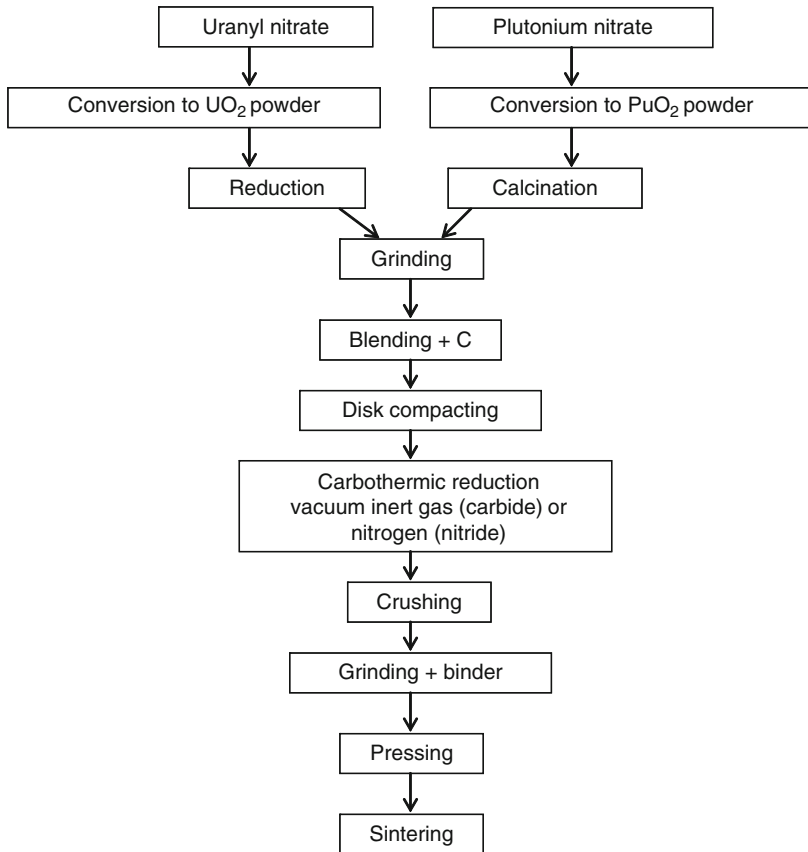 Uranyl nitrate
Plutonium nitrate
Conversion to UO₂ powder
Conversion to PuO₂ powder
Reduction
Calcination
Grinding
Blending + C
Disk compacting
Carbothermic reduction
vacuum inert gas (carbide) or
nitrogen (nitride)
Crushing
Grinding + binder
Pressing
Sintering